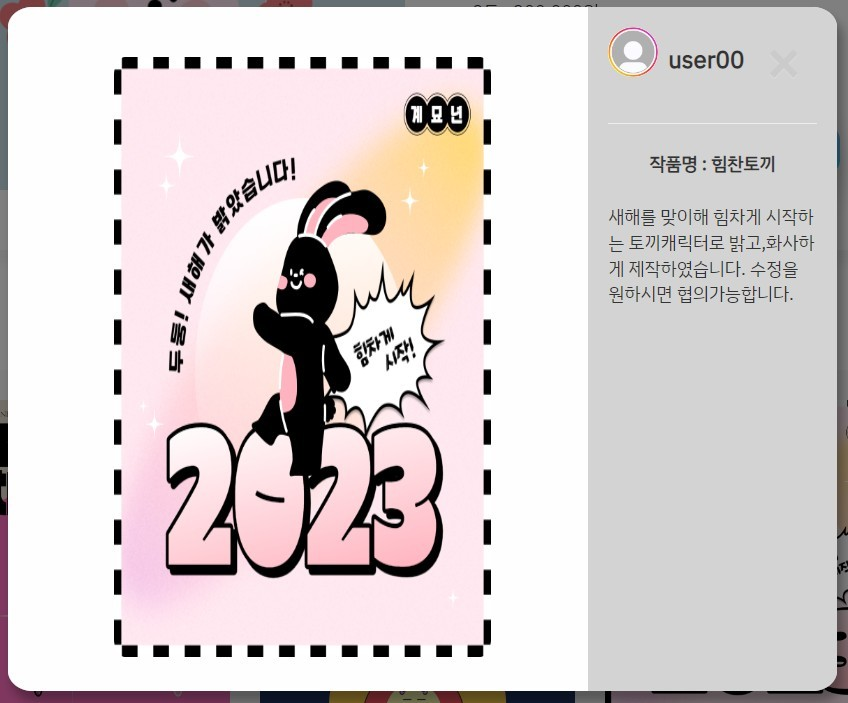 계묘년
두둥! 새해가 밝았습니다!
힘차게
시작!
2023
user00
작품명 : 힘찬토끼
새해를 맞이해 힘차게 시작하
는 토끼캐릭터로 밝고,화사하
게 제작하였습니다. 수정을
원하시면 협의가능합니다.